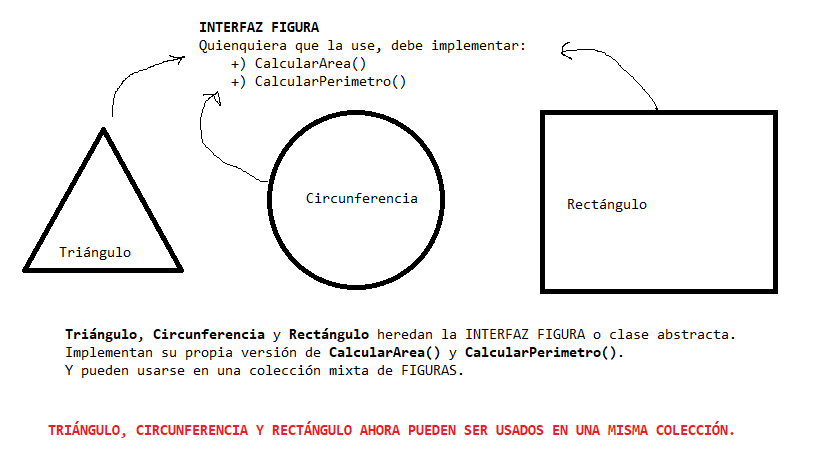 INTERFAZ FIGURA
Quienquiera que la use, debe implementar:
+) CalcularArea()
+) CalcularPerimetro()
Triángulo
Circunferencia
Rectángulo
Triángulo, Circunferencia y Rectángulo heredan la INTERFAZ FIGURA o clase abstracta.
Implementan su propia versión de CalcularArea() y CalcularPerimetro().
Y pueden usarse en una colección mixta de FIGURAS.
TRIÁNGULO, CIRCUNFERENCIA Y RECTÁNGULO AHORA PUEDEN SER USADOS EN UNA MISMA COLECCIÓN.